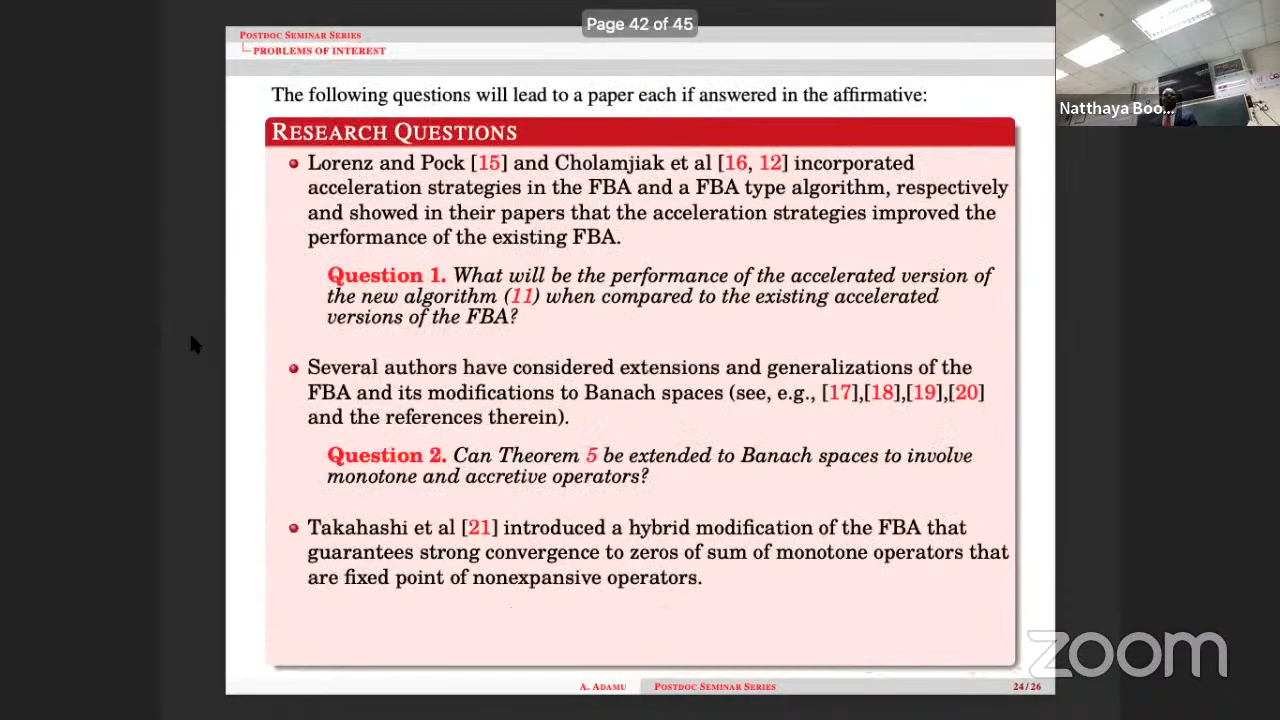 Page 42 of 45
POSTDOC SEMINAR SERIES
PROBLEMS OF INTEREST
Natthaya Boo...
The following questions will lead to a paper each if answered in the affirmative:
RESEARCH QUESTIONS
Lorenz and Pock [15] and Cholamjiak et al [16, 12] incorporated
acceleration strategies in the FBA and a FBA type algorithm, respectively
and showed in their papers that the acceleration strategies improved the
performance of the existing FBA.
Question 1. What will be the performance of the accelerated version of
the new algorithm (11) when compared to the existing accelerated
versions of the FBA?
Several authors have considered extensions and generalizations of the
FBA and its modifications to Banach spaces (see, e.g., [17],[18],[19],[20]
and the references therein).
Question 2. Can Theorem 5 be extended to Banach spaces to involve
monotone and accretive operators?
Takahashi et al [21] introduced a hybrid modification of the FBA that
guarantees strong convergence to zeros of sum of monotone operators that
are fixed point of nonexpansive operators.
zoom
A. ADAMU
POSTDOC SEMINAR SERIES
24/26